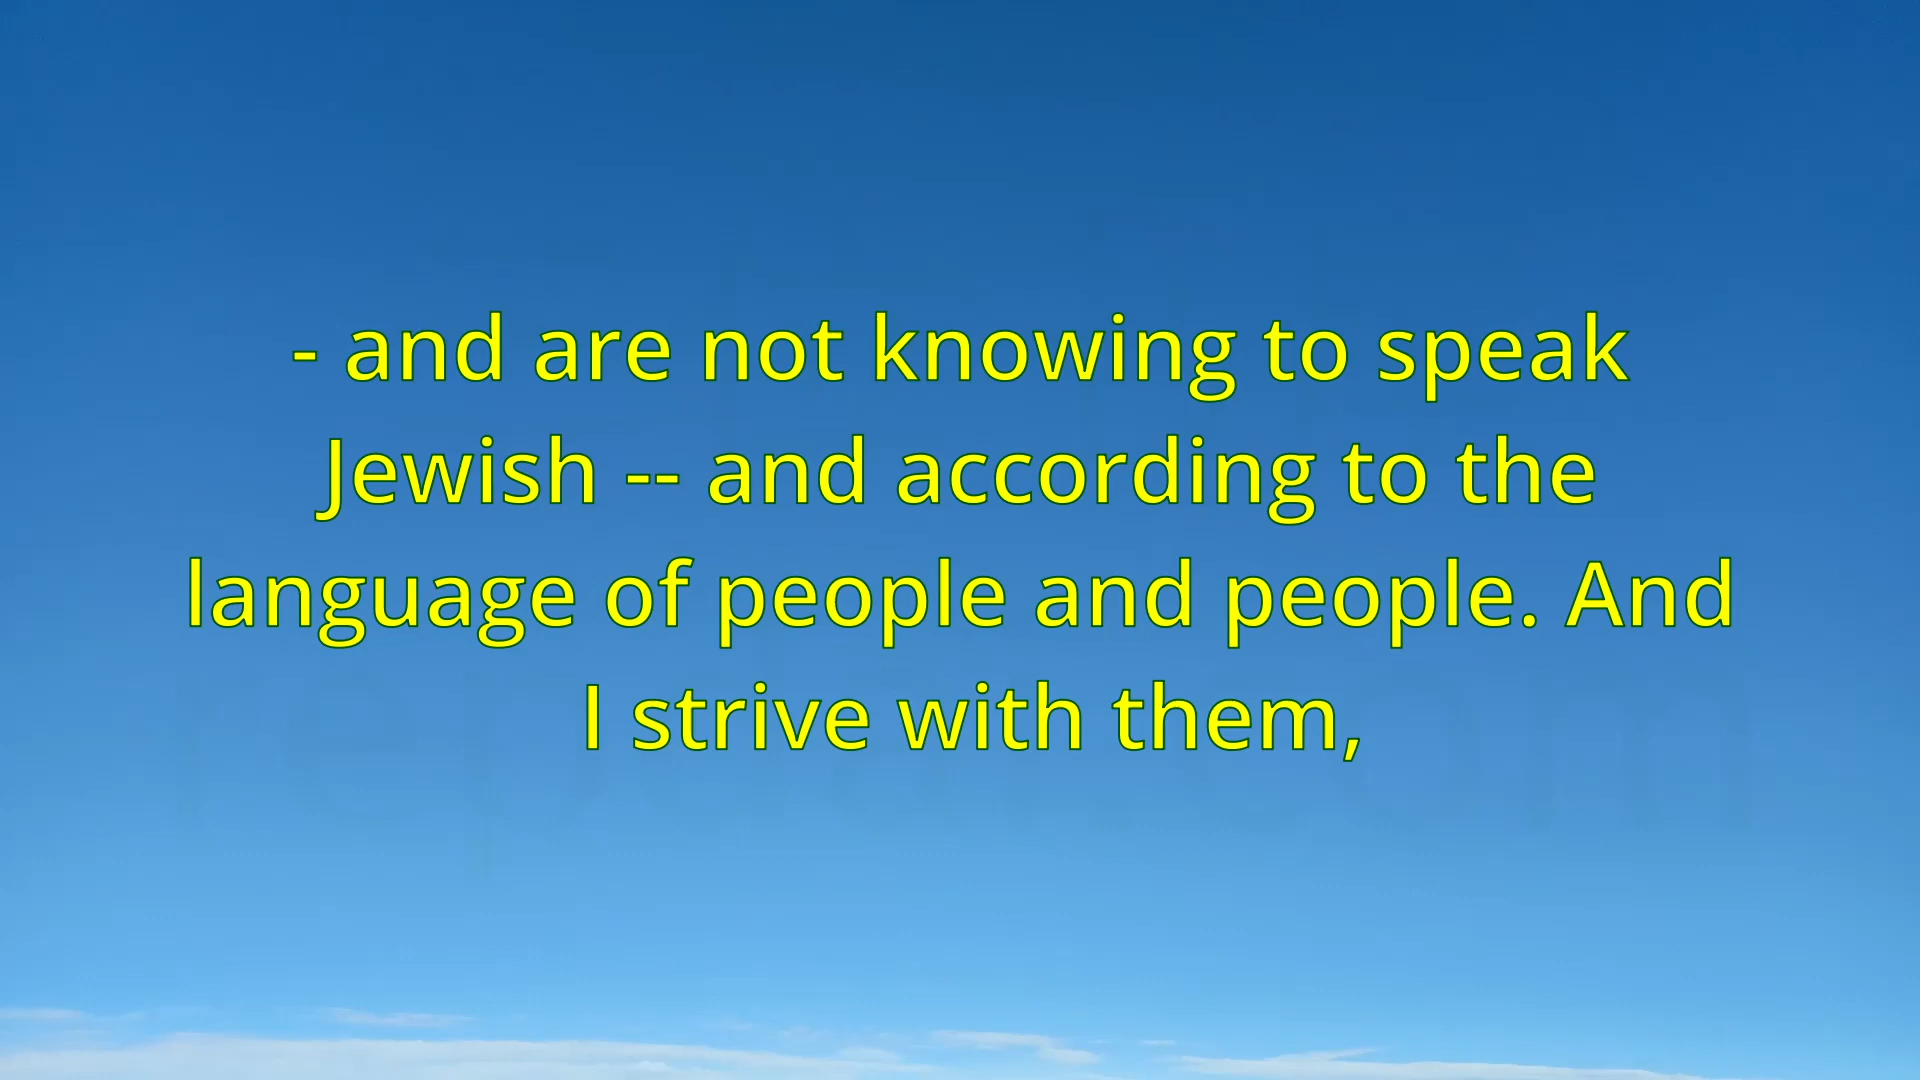 - and are not knowing to speak
Jewish -- and according to the
language of people and people. And
I strive with them,